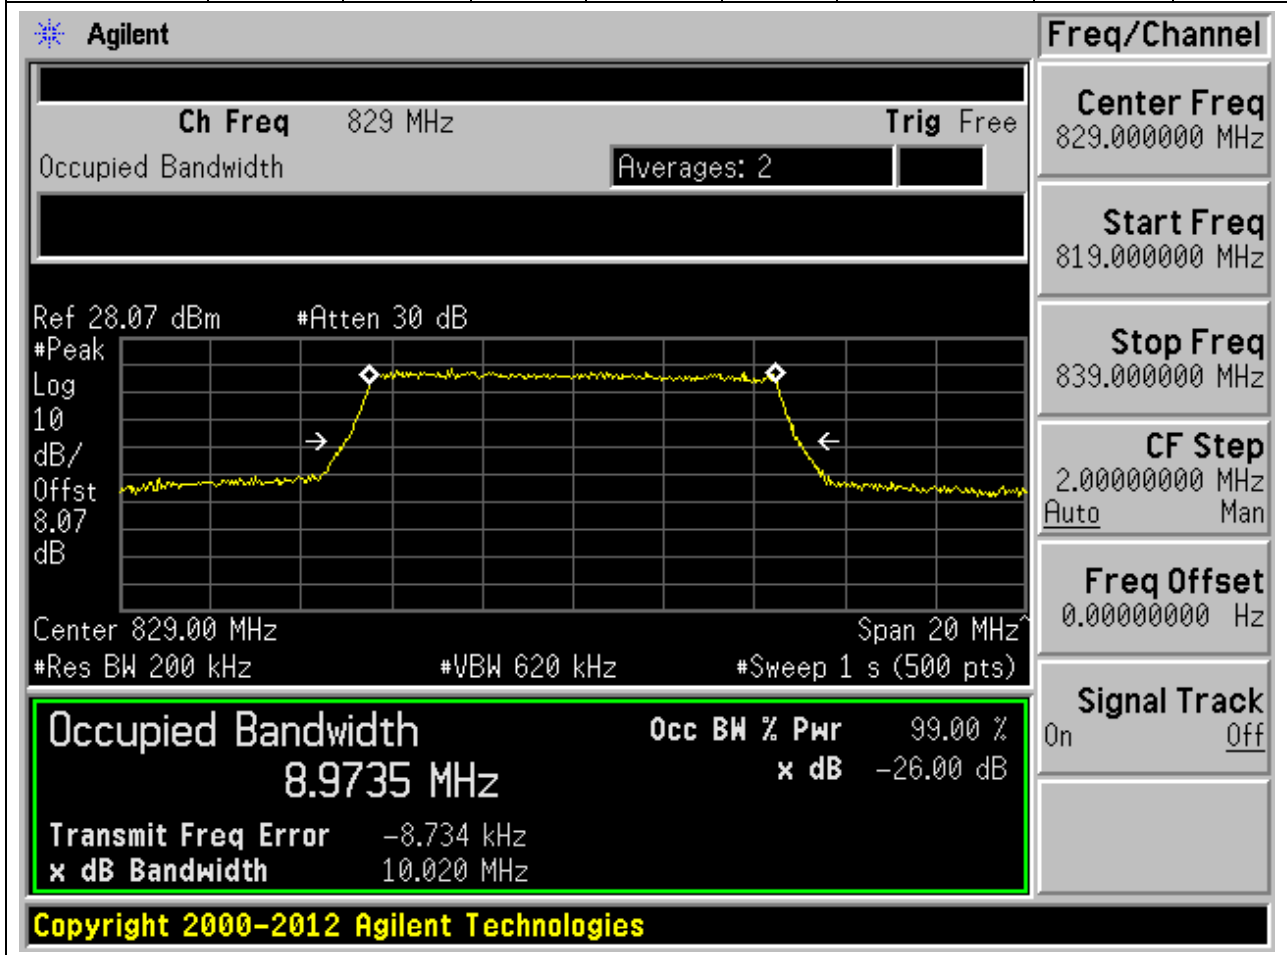 Agilent
Ch Freq 829 MHz Trig Free
Occupied Bandwidth Averages: 2
Ref 28.07 dBm #Atten 30 dB
#Peak
Log
10
dB/
Offst
8.07
dB
Center 829.00 MHz Span 20 MHz^
#Res BW 200 kHz #VBW 620 kHz #Sweep 1 s (500 pts)
Occupied Bandwidth Occ BW % Pwr 99.00 %
8.9735 MHz x dB -26.00 dB
Transmit Freq Error -8.734 kHz
x dB Bandwidth 10.020 MHz
Copyright 2000-2012 Agilent Technologies
Freq/Channel
Center Freq
829.000000 MHz
Start Freq
819.000000 MHz
Stop Freq
839.000000 MHz
CF Step
2.00000000 MHz
Auto Man
Freq Offset
0.00000000 Hz
Signal Track
On Off